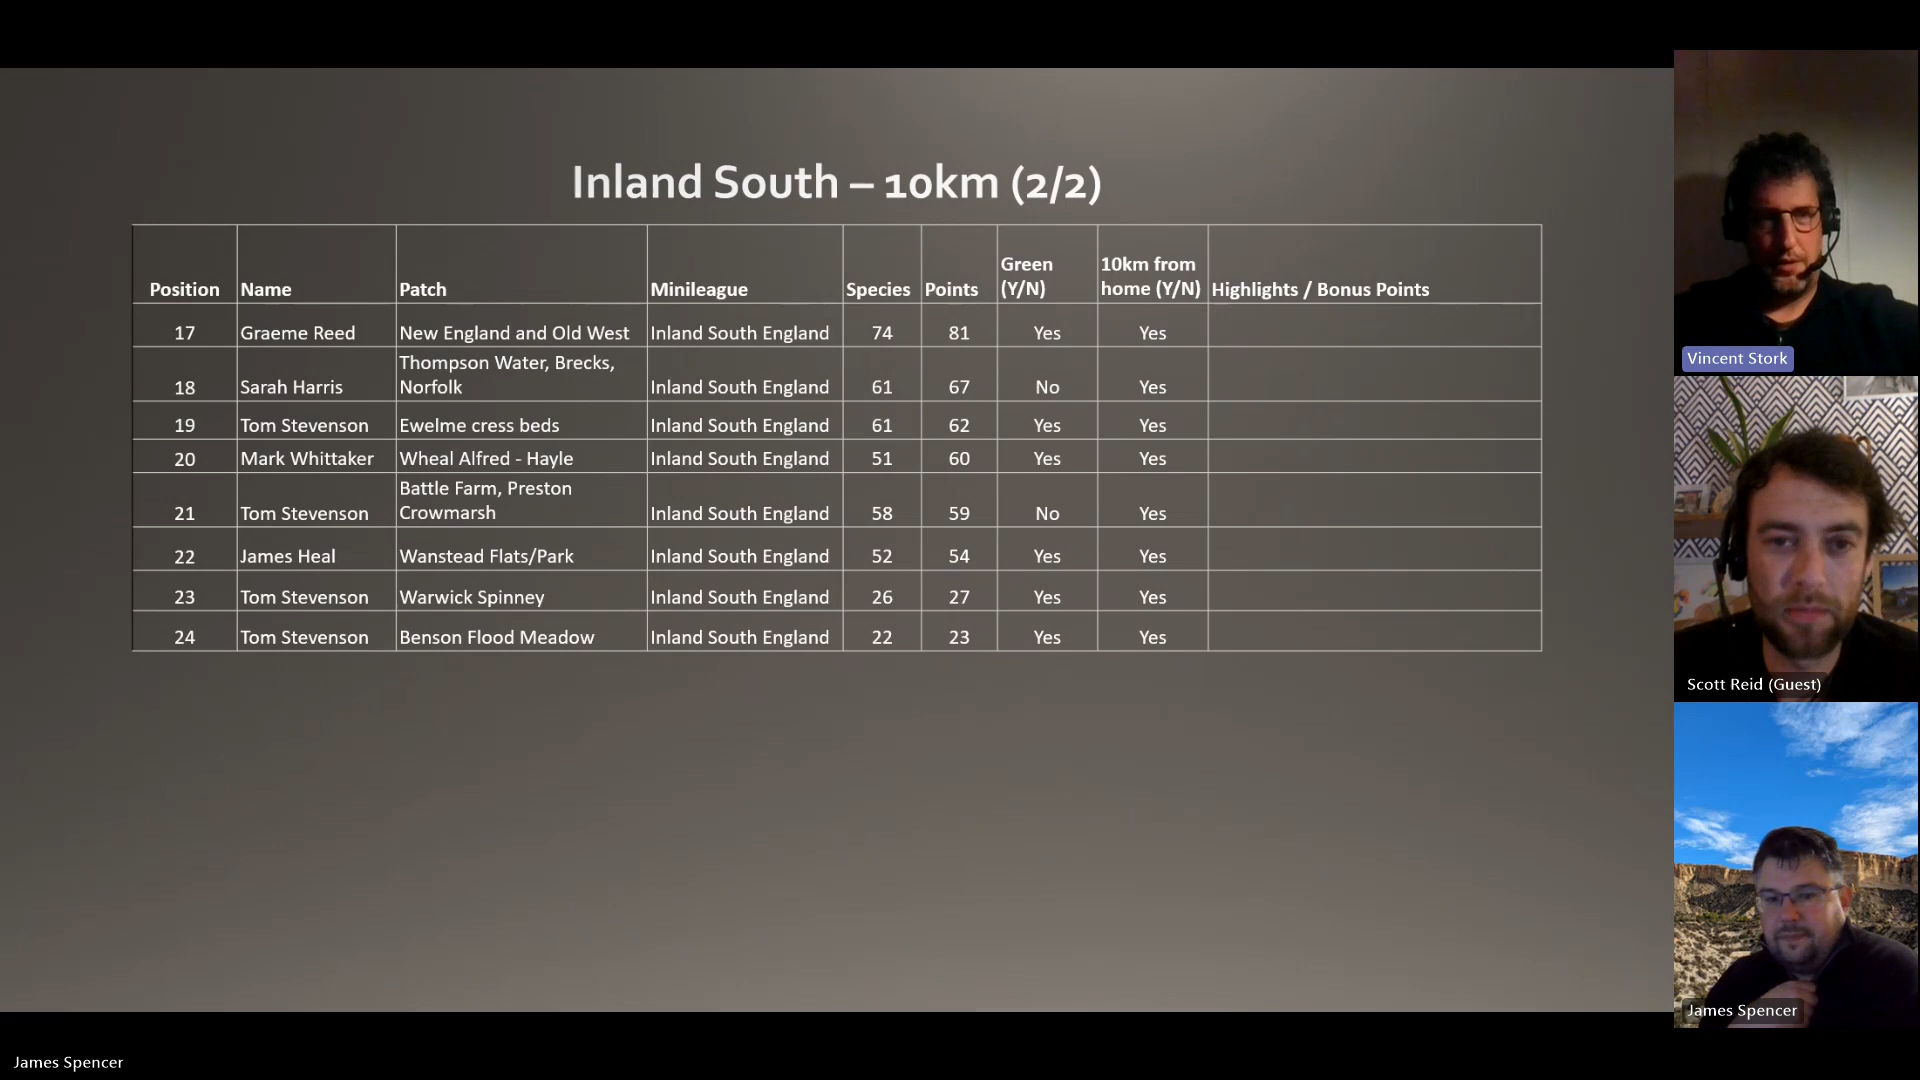 Inland South – 10km (2/2)
Position Name Patch Minileague Species Points Green (Y/N) 10km from home (Y/N) Highlights / Bonus Points
17 Graeme Reed New England and Old West Inland South England 74 81 Yes Yes
18 Sarah Harris Thompson Water, Brecks, Norfolk Inland South England 61 67 No Yes
19 Tom Stevenson Ewelme cress beds Inland South England 61 62 Yes Yes
20 Mark Whittaker Wheal Alfred - Hayle Inland South England 51 60 Yes Yes
21 Tom Stevenson Battle Farm, Preston Crowmarsh Inland South England 58 59 No Yes
22 James Heal Wanstead Flats/Park Inland South England 52 54 Yes Yes
23 Tom Stevenson Warwick Spinney Inland South England 26 27 Yes Yes
24 Tom Stevenson Benson Flood Meadow Inland South England 22 23 Yes Yes
Vincent Stork
Scott Reid (Guest)
James Spencer
James Spencer